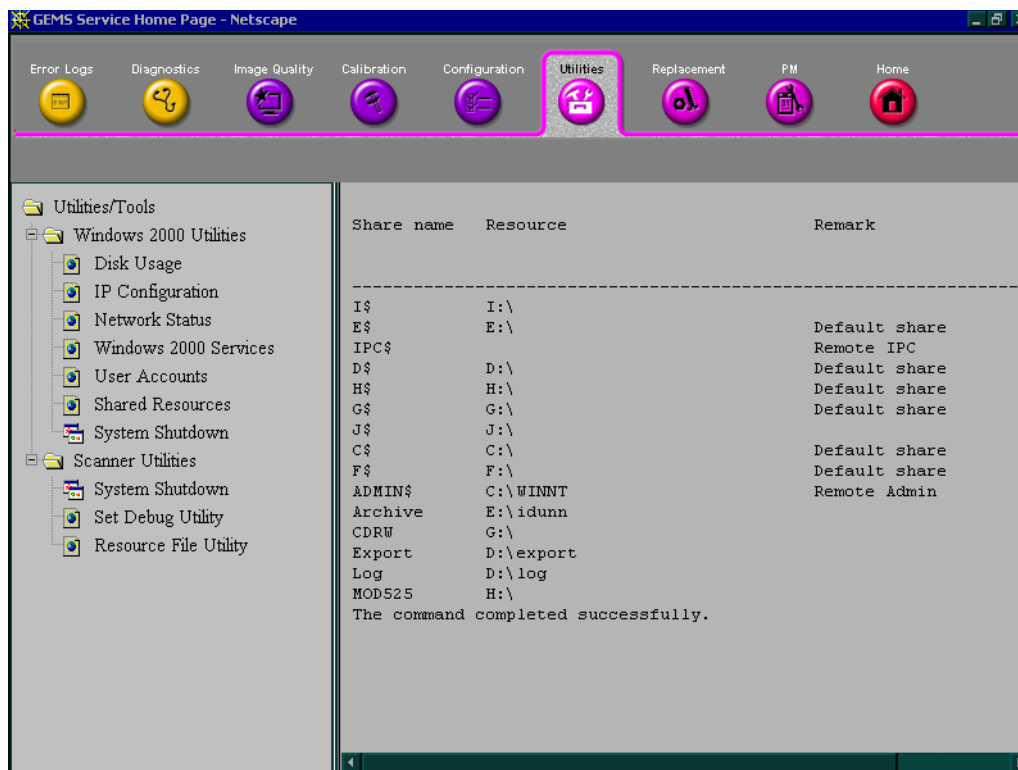 GEMS Service Home Page - Netscape
Error Logs Diagnostics Image Quality Calibration Configuration Utilities Replacement PM Home
Utilities/Tools
Windows 2000 Utilities
Disk Usage
IP Configuration
Network Status
Windows 2000 Services
User Accounts
Shared Resources
System Shutdown
Scanner Utilities
System Shutdown
Set Debug Utility
Resource File Utility
Share name Resource Remark
-------------------------------------------------------------------------------
I$ I:\
E$ E:\ Default share
IPC$ Remote IPC
D$ D:\ Default share
H$ H:\ Default share
G$ G:\ Default share
J$ J:\
C$ C:\ Default share
F$ F:\ Default share
ADMIN$ C:\WINNT Remote Admin
Archive E:\idunn
CDRW G:\
Export D:\export
Log D:\log
MOD525 H:\
The command completed successfully.